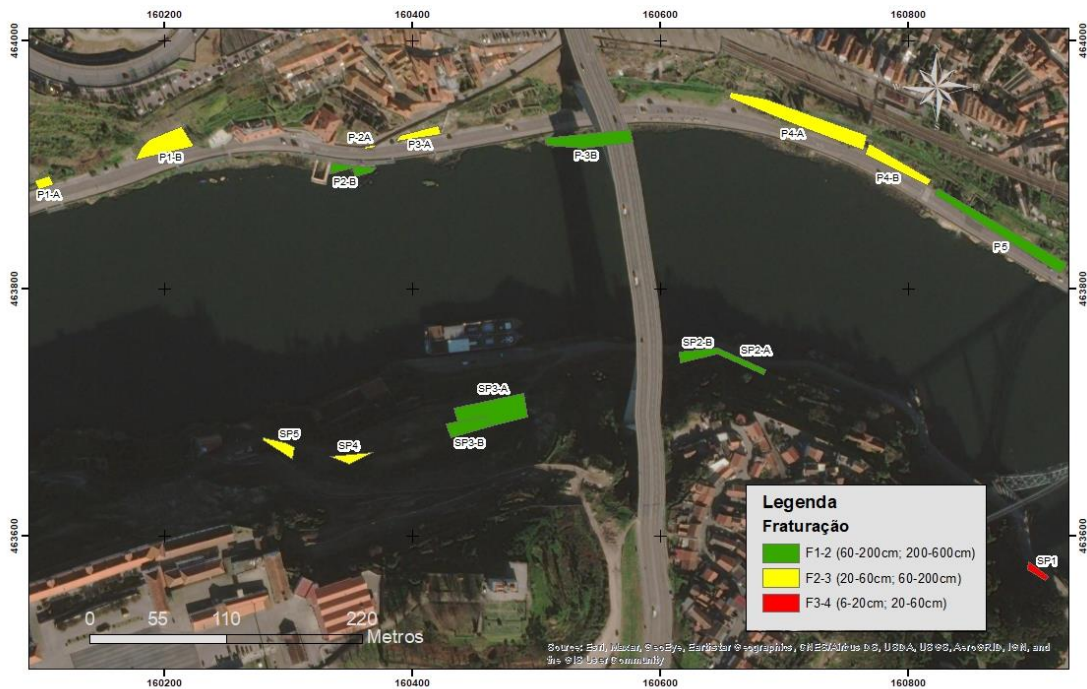 160200
160400
160600
160800
464000
464000
P1-A
P1-B
P-2A
P3-A
P2-B
P-3B
P4-A
P4-B
P5
463800
463800
SP2-B
SP2-A
SP3-A
SP3-B
SP5
SP4
463600
463600
SP1
Legenda
Fraturação
F1-2 (60-200cm; 200-600cm)
F2-3 (20-60cm; 60-200cm)
F3-4 (6-20cm; 20-60cm)
0 55 110 220
Metros
Source: Esri, Maxar, GeoEye, Earthstar Geographics, CNES/Airbus DS, USDA, USGS, AeroGRID, IGN, and
the GIS User Community
160200
160400
160600
160800